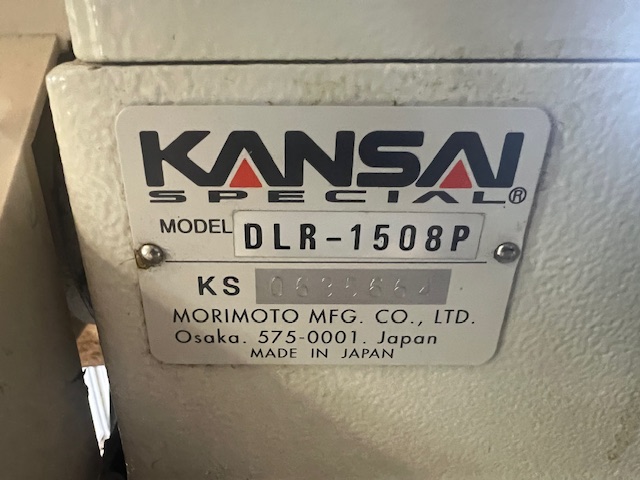 KANSAI
SPECIAL®
MODEL DLR-1508P
KS
MORIMOTO MFG. CO., LTD.
Osaka. 575-0001. Japan
MADE IN JAPAN